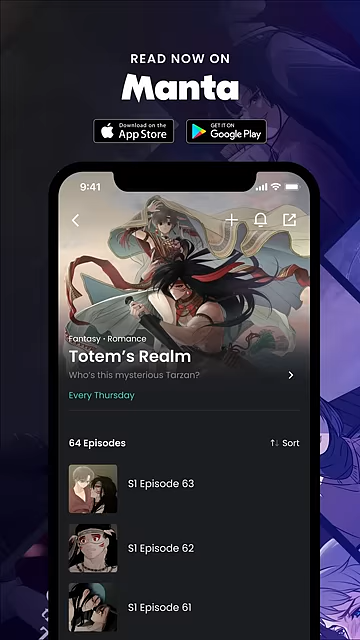 READ NOW ON
Manta
Download on the
App Store
GET IT ON
Google Play
9:41
Fantasy · Romance
Totem's Realm
Who's this mysterious Tarzan?
Every Thursday
64 Episodes
↑↓ Sort
S1 Episode 63
S1 Episode 62
S1 Episode 61